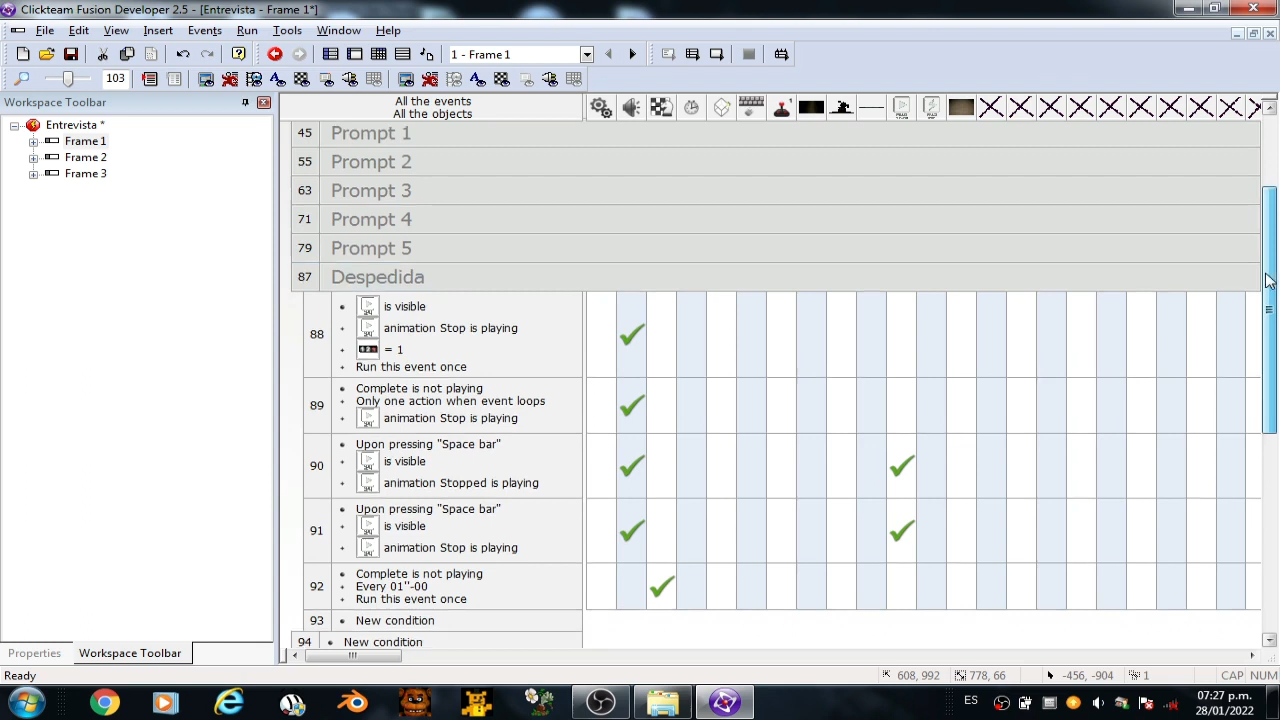 Clickteam Fusion Developer 2.5 - [Entrevista - Frame 1*]
File Edit View Insert Events Run Tools Window Help
1 - Frame 1
103
Workspace Toolbar
All the events
All the objects
Entrevista *
Frame 1
Frame 2
Frame 3
45 Prompt 1
55 Prompt 2
63 Prompt 3
71 Prompt 4
79 Prompt 5
87 Despedida
88
is visible
animation Stop is playing
= 1
Run this event once
89
Complete is not playing
Only one action when event loops
animation Stop is playing
90
Upon pressing "Space bar"
is visible
animation Stopped is playing
91
Upon pressing "Space bar"
is visible
animation Stop is playing
92
Complete is not playing
Every 01"-00
Run this event once
93 New condition
94 New condition
Properties Workspace Toolbar
Ready 608, 992 778, 66 -456, -904 1 CAP NUM
ES 07:27 p.m.
28/01/2022